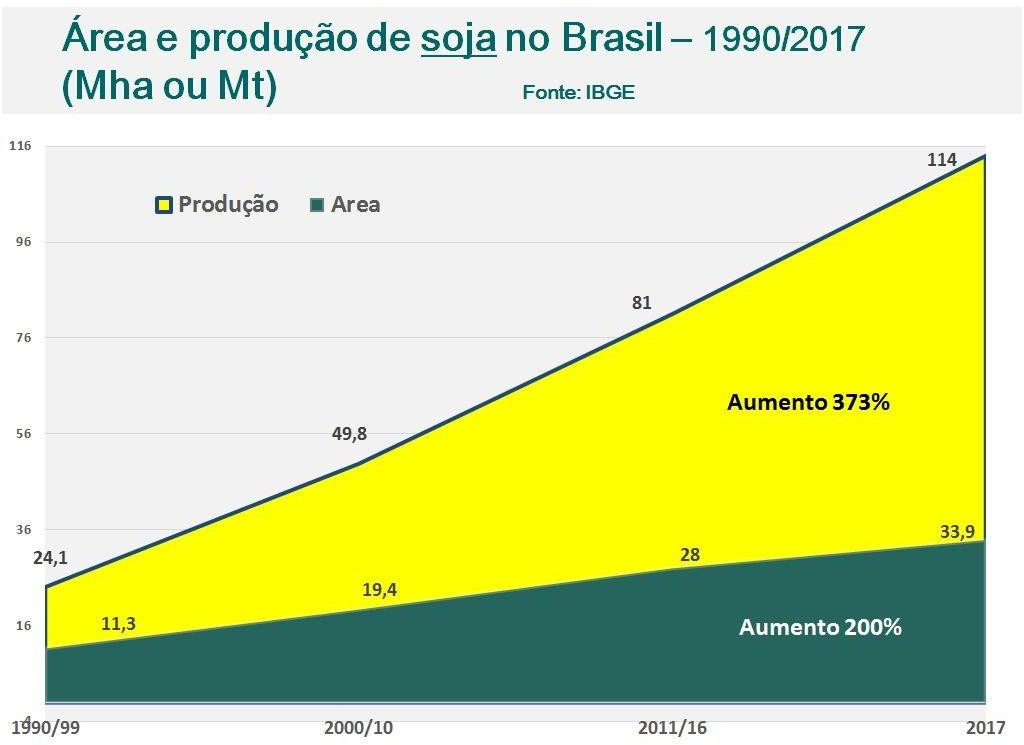 Área e produção de soja no Brasil – 1990/2017
(Mha ou Mt) Fonte: IBGE
116
114
Produção Area
96
81
76
Aumento 373%
56
49,8
36
33,9
28
24,1
19,4
11,3
16
Aumento 200%
-4
1990/99 2000/10 2011/16 2017